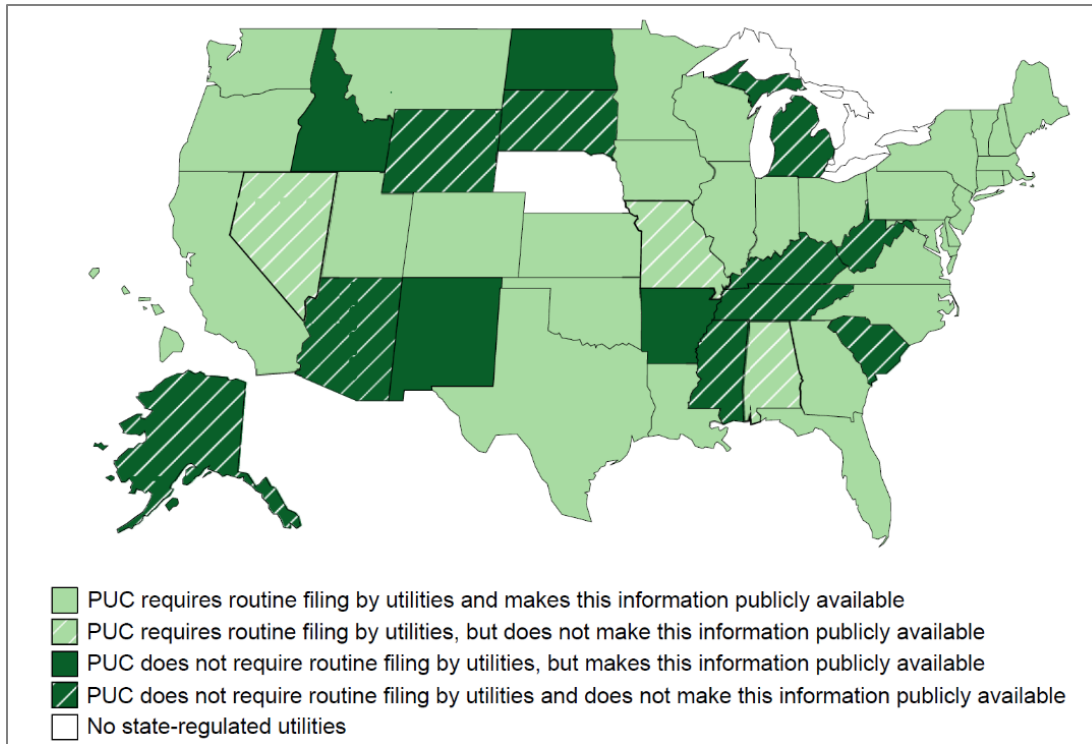 PUC requires routine filing by utilities and makes this information publicly available
PUC requires routine filing by utilities, but does not make this information publicly available
PUC does not require routine filing by utilities, but makes this information publicly available
PUC does not require routine filing by utilities and does not make this information publicly available
No state-regulated utilities